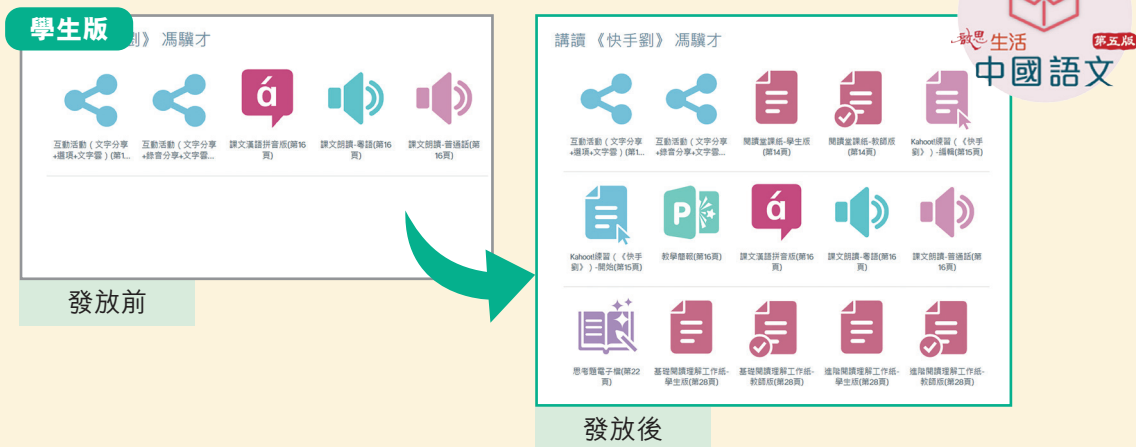 學生版
劉》 馮驥才
互動活動（文字分享
+選項+文字雲）(第1...
互動活動（文字分享
+錄音分享+文字雲...
課文漢語拼音版(第16
頁)
課文朗讀-粵語(第16
頁)
課文朗讀-普通話(第
16頁)
發放前
講讀 《快手劉》 馮驥才
啟思 生活 第五版
中國語文
互動活動（文字分享
+選項+文字雲）(第1...
互動活動（文字分享
+錄音分享+文字雲...
閱讀堂課紙-學生版
(第14頁)
閱讀堂課紙-教師版
(第14頁)
Kahoot!練習（《快手
劉》）-編輯(第15頁)
Kahoot!練習（《快手
劉》）-開始(第15頁)
教學簡報(第16頁)
課文漢語拼音版(第16
頁)
課文朗讀-粵語(第16
頁)
課文朗讀-普通話(第
16頁)
思考題電子檔(第22
頁)
基礎閱讀理解工作紙-
學生版(第28頁)
基礎閱讀理解工作紙-
教師版(第28頁)
進階閱讀理解工作紙-
學生版(第28頁)
進階閱讀理解工作紙-
教師版(第28頁)
發放後